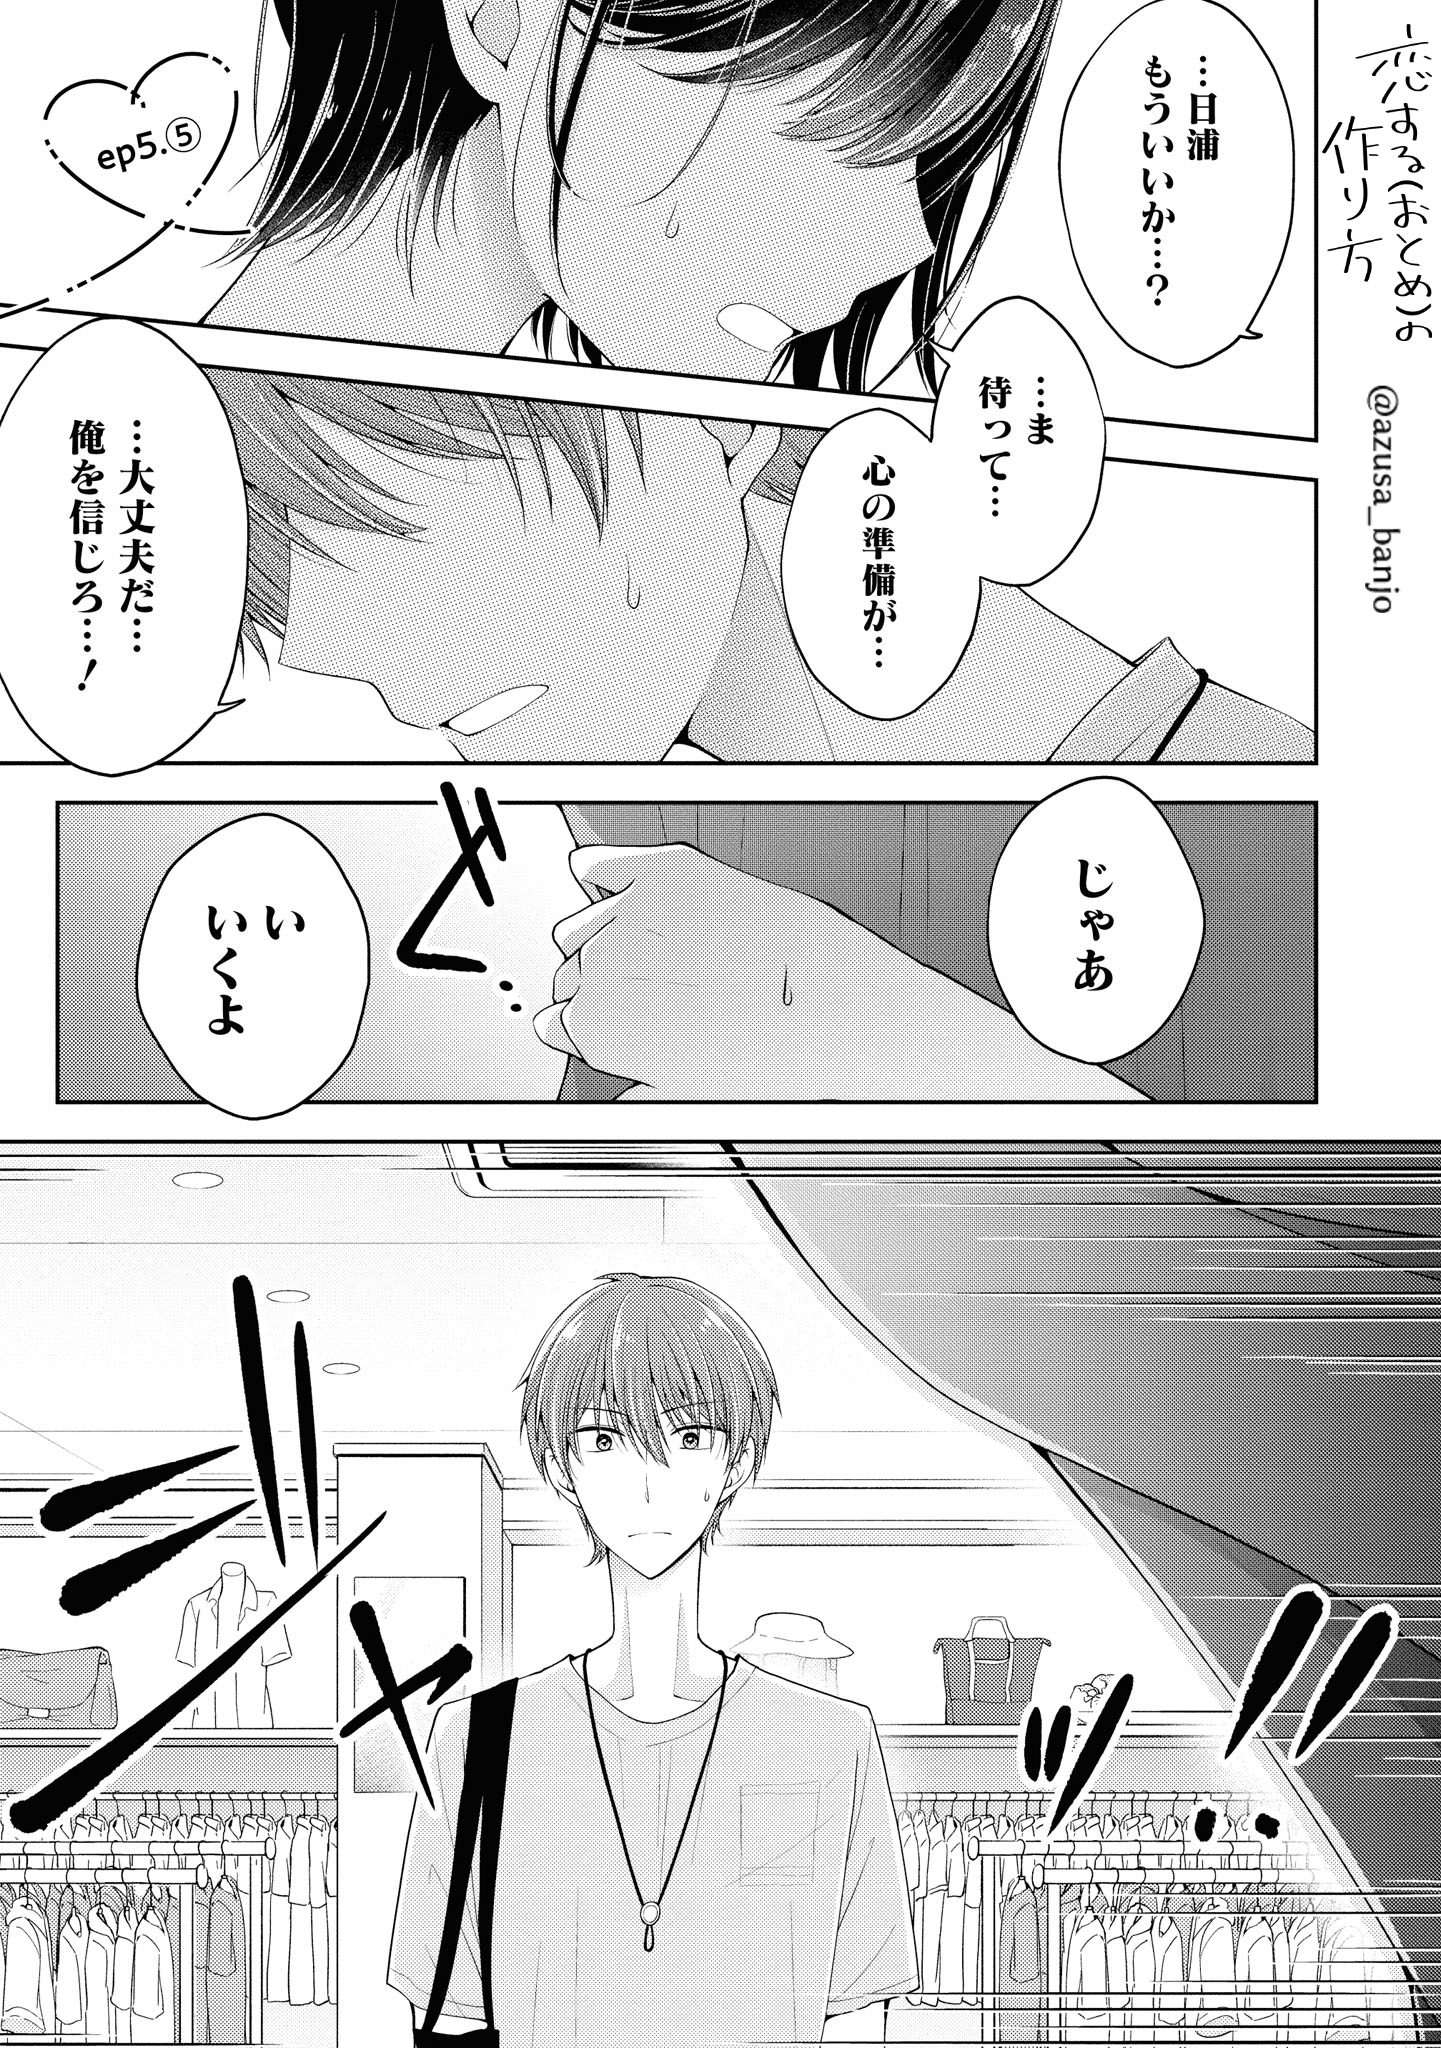 恋する(おとめ)の
作り方
@azusa_banjo
ep5.⑤
…日浦
もういいか…？
…ま
待って…
心の準備が…
…大丈夫だ…
俺を信じろ…！
じゃあ
ど…
い
いくよ
シャッ